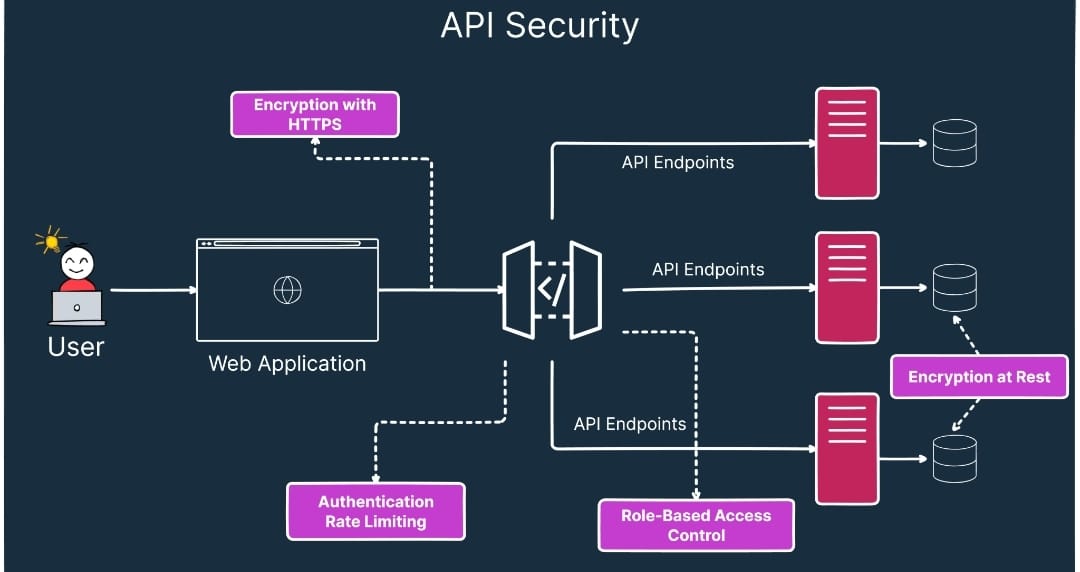 API Security
Encryption with
HTTPS
API Endpoints
API Endpoints
User
Web Application
Encryption at Rest
API Endpoints
Authentication
Rate Limiting
Role-Based Access
Control